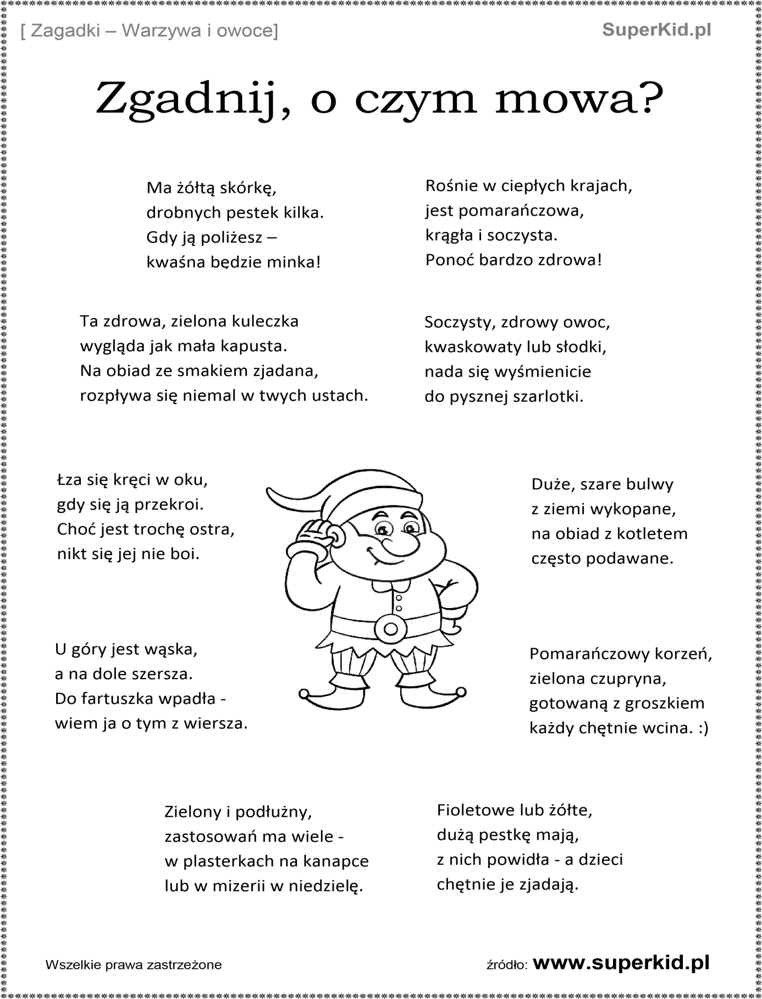 [ Zagadki – Warzywa i owoce]
SuperKid.pl
Zgadnij, o czym mowa?
Ma żółtą skórkę,
drobnych pestek kilka.
Gdy ją poliżesz –
kwaśna będzie minka!
Rośnie w ciepłych krajach,
jest pomarańczowa,
krągła i soczysta.
Ponoć bardzo zdrowa!
Ta zdrowa, zielona kuleczka
wygląda jak mała kapusta.
Na obiad ze smakiem zjadana,
rozpływa się niemal w twych ustach.
Soczysty, zdrowy owoc,
kwaskowaty lub słodki,
nada się wyśmienicie
do pysznej szarlotki.
Łza się kręci w oku,
gdy się ją przekroi.
Choć jest trochę ostra,
nikt się jej nie boi.
Duże, szare bulwy
z ziemi wykopane,
na obiad z kotletem
często podawane.
U góry jest wąska,
a na dole szersza.
Do fartuszka wpadła -
wiem ja o tym z wiersza.
Pomarańczowy korzeń,
zielona czupryna,
gotowaną z groszkiem
każdy chętnie wcina. :)
Zielony i podłużny,
zastosowań ma wiele -
w plasterkach na kanapce
lub w mizerii w niedzielę.
Fioletowe lub żółte,
dużą pestkę mają,
z nich powidła - a dzieci
chętnie je zjadają.
Wszelkie prawa zastrzeżone
źródło: www.superkid.pl